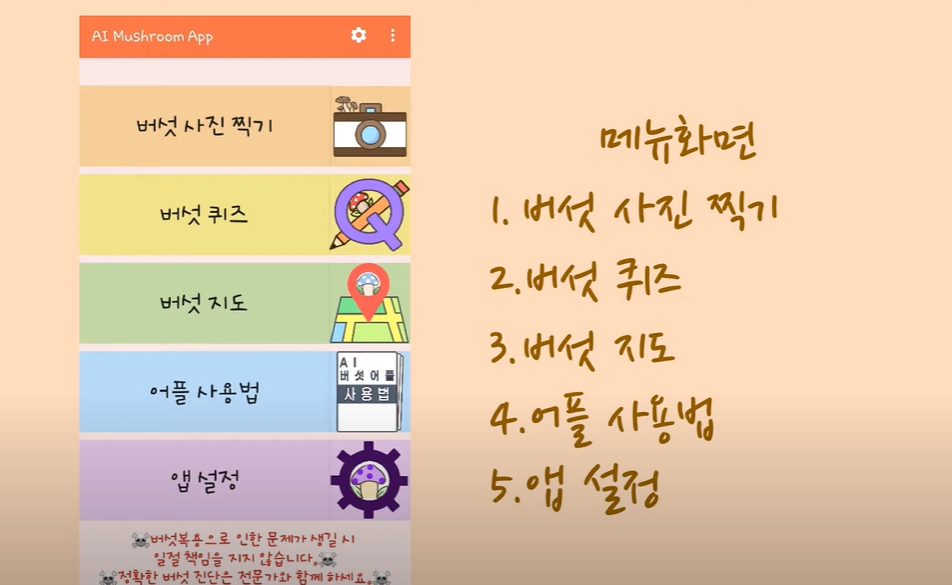 AI Mushroom App
버섯 사진 찍기
버섯 퀴즈
버섯 지도
AI
버섯어플
사용법
어플 사용법
앱 설정
버섯복용으로 인한 문제가 생길 시
일절 책임을 지지 않습니다.
정확한 버섯 진단은 전문가와 함께 하세요.
메뉴화면
1. 버섯 사진 찍기
2.버섯 퀴즈
3.버섯 지도
4.어플 사용법
5.앱 설정